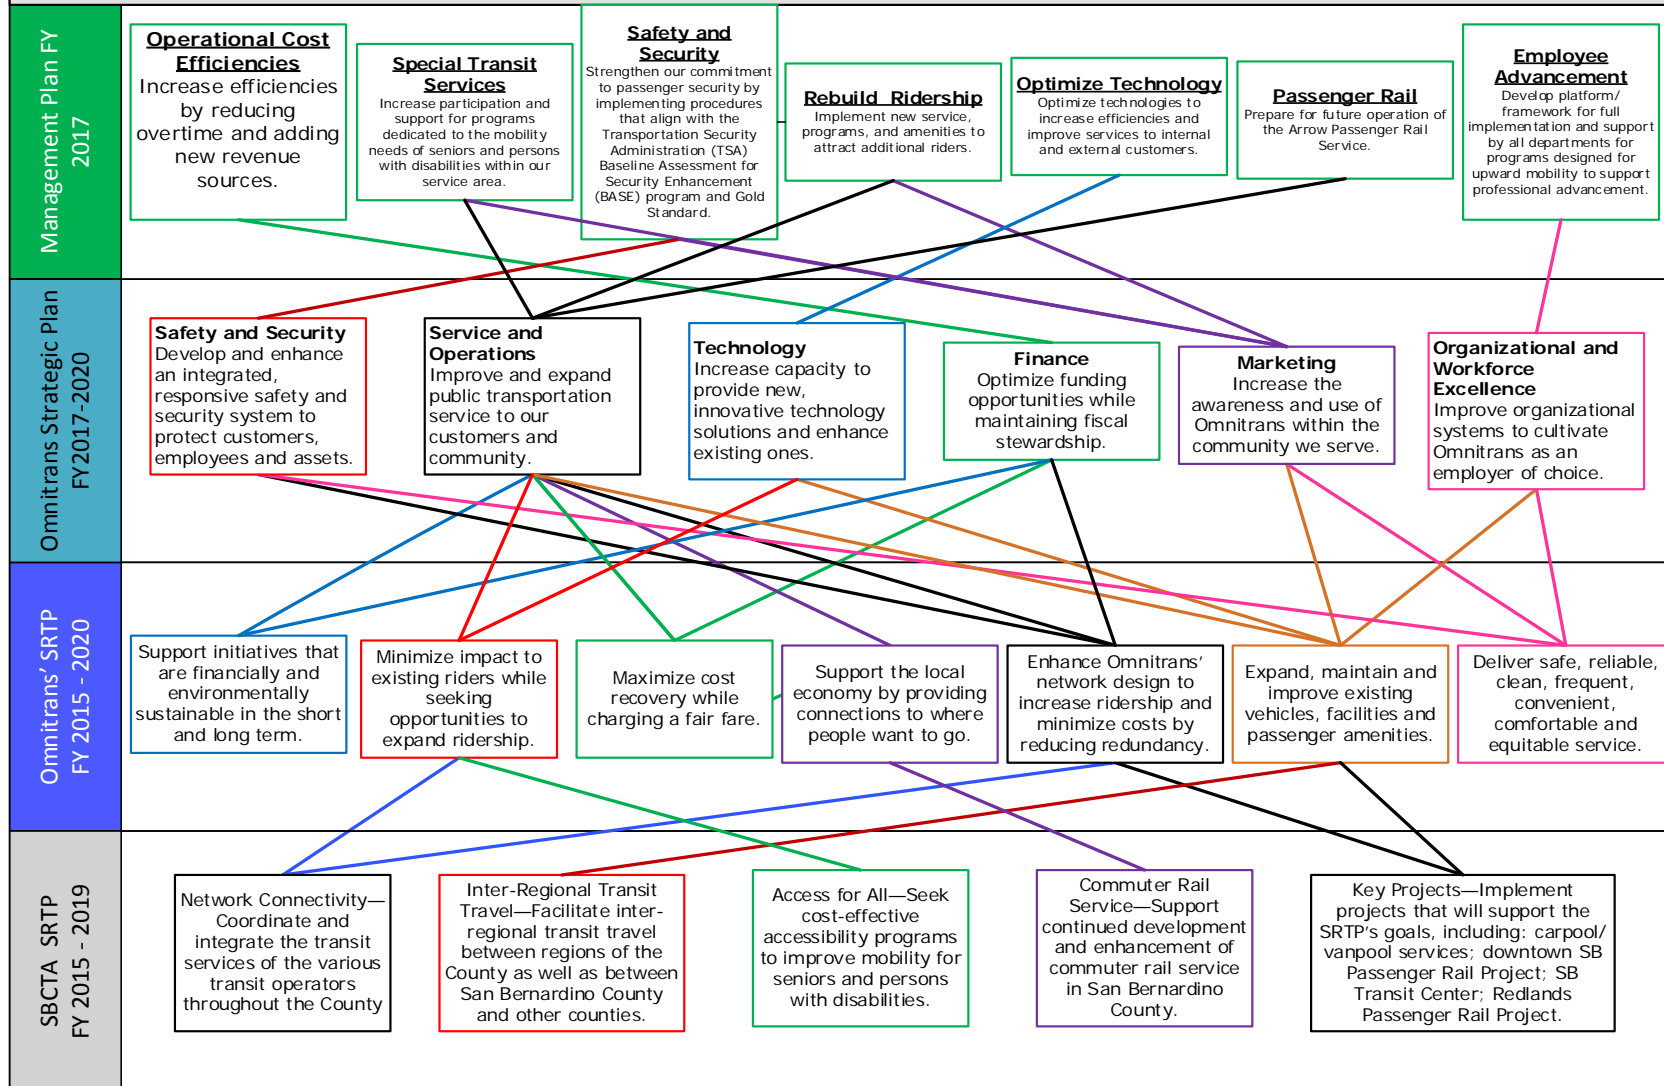 Management Plan FY
2017
Operational Cost
Efficiencies
Increase efficiencies
by reducing
overtime and adding
new revenue
sources.
Special Transit
Services
Increase participation and
support for programs
dedicated to the mobility
needs of seniors and persons
with disabilities within our
service area.
Safety and
Security
Strengthen our commitment
to passenger security by
implementing procedures
that align with the
Transportation Security
Administration (TSA)
Baseline Assessment for
Security Enhancement
(BASE) program and Gold
Standard.
Rebuild Ridership
Implement new service,
programs, and amenities to
attract additional riders.
Optimize Technology
Optimize technologies to
increase efficiencies and
improve services to internal
and external customers.
Passenger Rail
Prepare for future operation of
the Arrow Passenger Rail
Service.
Employee
Advancement
Develop platform/
framework for full
implementation and support
by all departments for
programs designed for
upward mobility to support
professional advancement.
Omnitrans Strategic Plan
FY2017-2020
Safety and Security
Develop and enhance
an integrated,
responsive safety and
security system to
protect customers,
employees and assets.
Service and
Operations
Improve and expand
public transportation
service to our
customers and
community.
Technology
Increase capacity to
provide new,
innovative technology
solutions and enhance
existing ones.
Finance
Optimize funding
opportunities while
maintaining fiscal
stewardship.
Marketing
Increase the
awareness and use of
Omnitrans within the
community we serve.
Organizational and
Workforce
Excellence
Improve organizational
systems to cultivate
Omnitrans as an
employer of choice.
Omnitrans' SRTP
FY 2015 - 2020
Support initiatives that
are financially and
environmentally
sustainable in the short
and long term.
Minimize impact to
existing riders while
seeking
opportunities to
expand ridership.
Maximize cost
recovery while
charging a fair fare.
Support the local
economy by providing
connections to where
people want to go.
Enhance Omnitrans'
network design to
increase ridership and
minimize costs by
reducing redundancy.
Expand, maintain and
improve existing
vehicles, facilities and
passenger amenities.
Deliver safe, reliable,
clean, frequent,
convenient,
comfortable and
equitable service.
SBCTA SRTP
FY 2015 - 2019
Network Connectivity—
Coordinate and
integrate the transit
services of the various
transit operators
throughout the County
Inter-Regional Transit
Travel—Facilitate inter-
regional transit travel
between regions of the
County as well as between
San Bernardino County
and other counties.
Access for All—Seek
cost-effective
accessibility programs
to improve mobility for
seniors and persons
with disabilities.
Commuter Rail
Service—Support
continued development
and enhancement of
commuter rail service
in San Bernardino
County.
Key Projects—Implement
projects that will support the
SRTP's goals, including: carpool/
vanpool services; downtown SB
Passenger Rail Project; SB
Transit Center; Redlands
Passenger Rail Project.